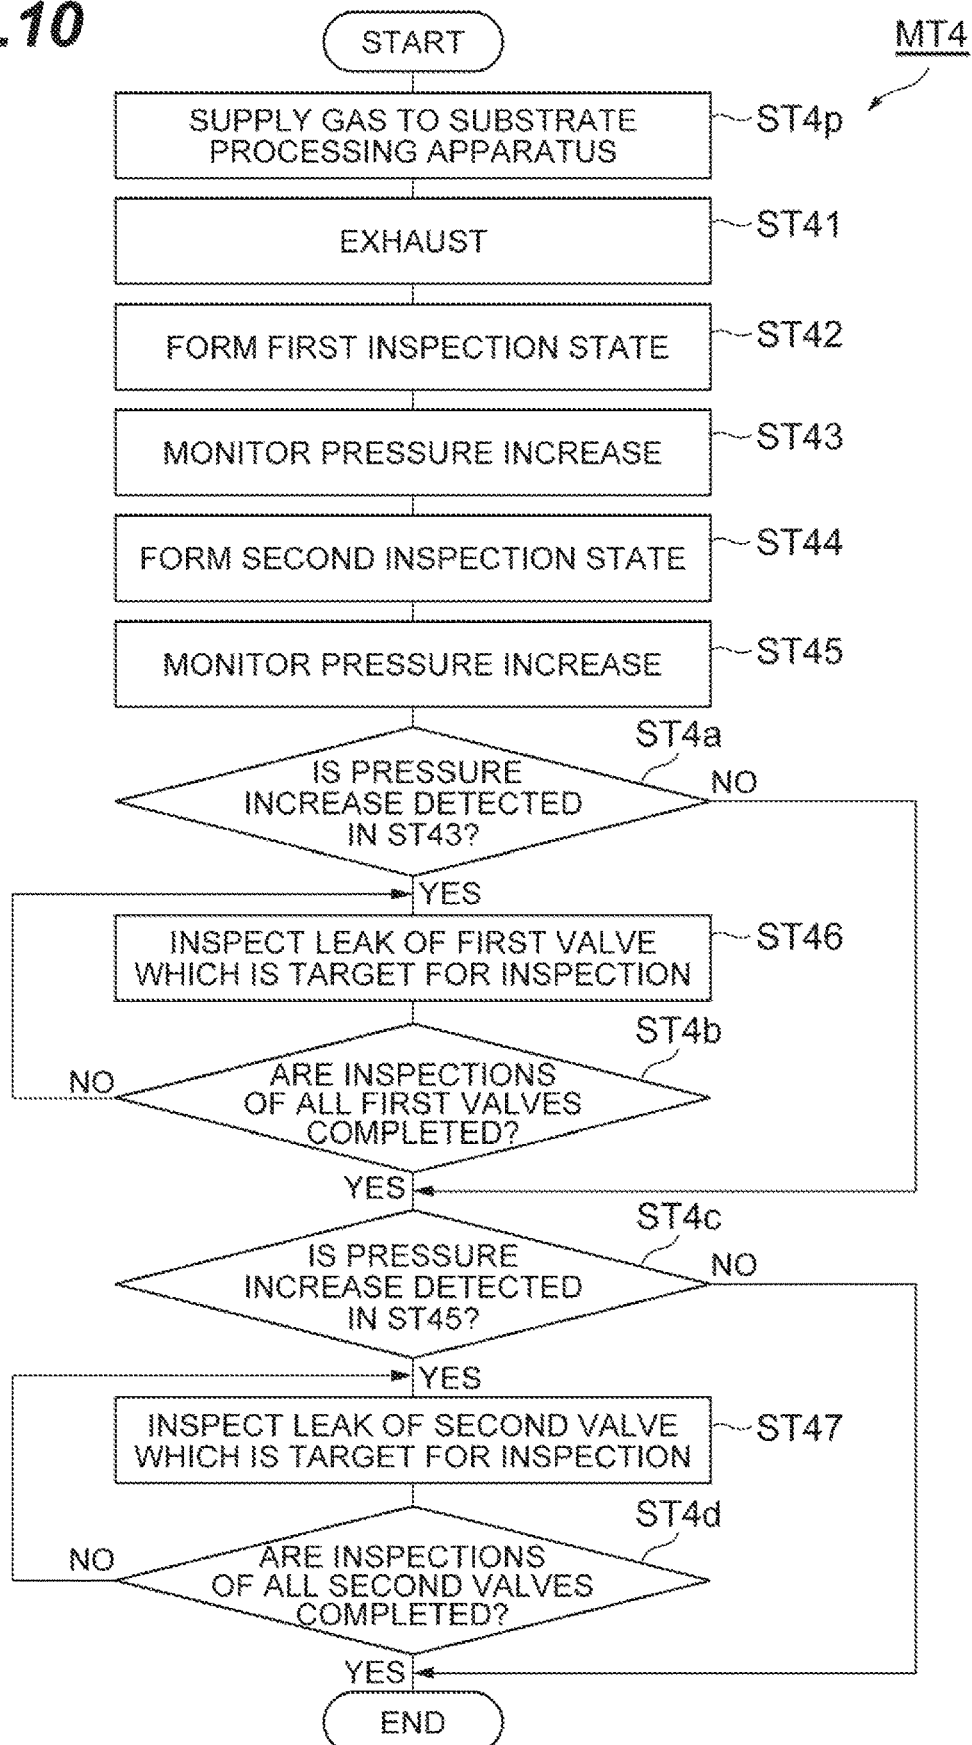 .10
MT4
START
SUPPLY GAS TO SUBSTRATE
PROCESSING APPARATUS
ST4p
EXHAUST
ST41
FORM FIRST INSPECTION STATE
ST42
MONITOR PRESSURE INCREASE
ST43
FORM SECOND INSPECTION STATE
ST44
MONITOR PRESSURE INCREASE
ST45
ST4a
IS PRESSURE
INCREASE DETECTED
IN ST43?
NO
YES
INSPECT LEAK OF FIRST VALVE
WHICH IS TARGET FOR INSPECTION
ST46
ST4b
ARE INSPECTIONS
OF ALL FIRST VALVES
COMPLETED?
NO
YES
ST4c
IS PRESSURE
INCREASE DETECTED
IN ST45?
NO
YES
INSPECT LEAK OF SECOND VALVE
WHICH IS TARGET FOR INSPECTION
ST47
ST4d
ARE INSPECTIONS
OF ALL SECOND VALVES
COMPLETED?
NO
YES
END